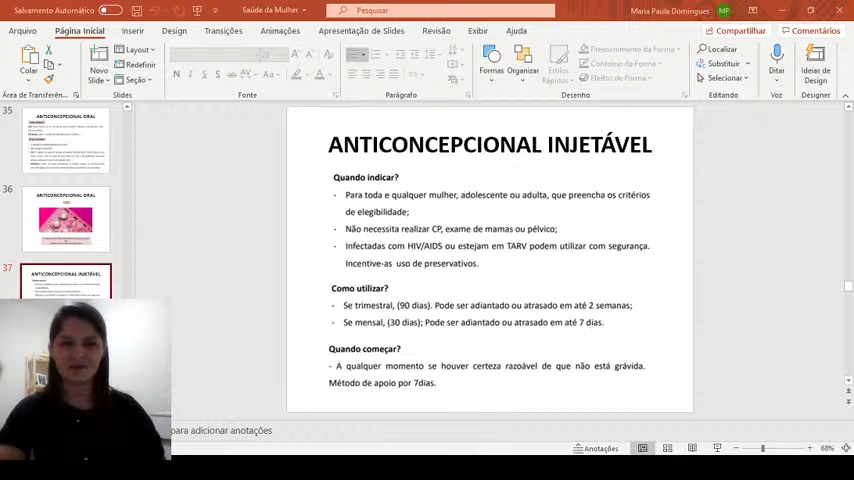 Salvamento Automático
Saúde da Mulher
Pesquisar
Maria Paula Domingues
MP
Arquivo
Página Inicial
Inserir
Design
Transições
Animações
Apresentação de Slides
Revisão
Exibir
Ajuda
Compartilhar
Comentários
Colar
Novo
Slide
Layout
Redefinir
Seção
N
I
S
Formas
Organizar
Estilos
Rápidos
Preenchimento da Forma
Contorno da Forma
Efeitos de Forma
Localizar
Substituir
Selecionar
Ditar
Ideias de
Design
Área de Transferên...
Fonte
Parágrafo
Desenho
Editando
Voz
Designer
35
ANTICONCEPCIONAL ORAL
36
ANTICONCEPCIONAL ORAL
37
ANTICONCEPCIONAL INJETÁVEL
ANTICONCEPCIONAL INJETÁVEL
Quando indicar?
- Para toda e qualquer mulher, adolescente ou adulta, que preencha os critérios
de elegibilidade;
- Não necessita realizar CP, exame de mamas ou pélvico;
- Infectadas com HIV/AIDS ou estejam em TARV podem utilizar com segurança.
Incentive-as uso de preservativos.
Como utilizar?
- Se trimestral, (90 dias). Pode ser adiantado ou atrasado em até 2 semanas;
- Se mensal, (30 dias); Pode ser adiantado ou atrasado em até 7 dias.
Quando começar?
- A qualquer momento se houver certeza razoável de que não está grávida.
Método de apoio por 7dias.
para adicionar anotações
Anotações
68%